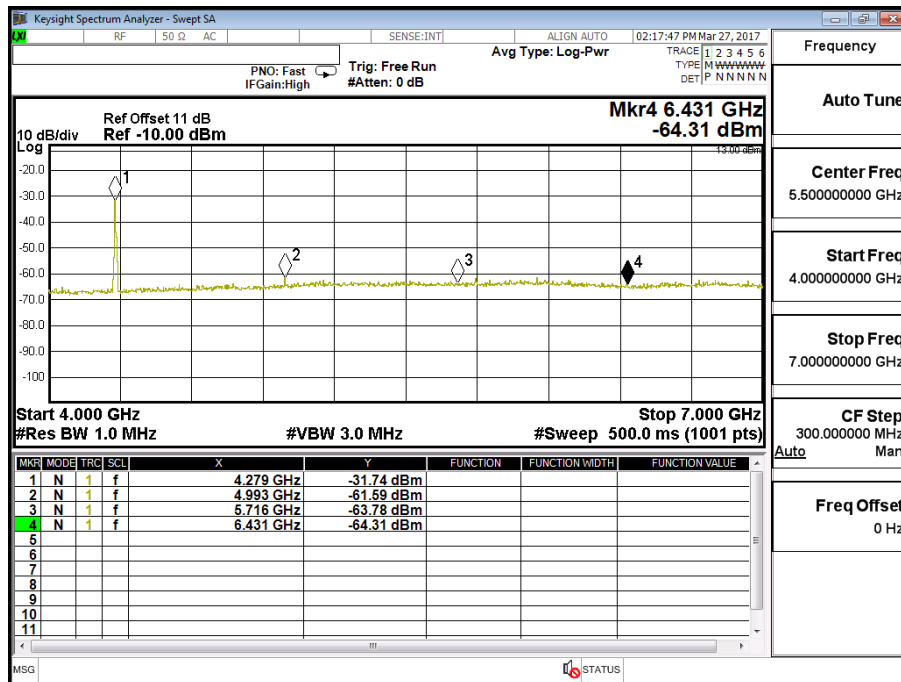 Keysight Spectrum Analyzer - Swept SA
LXI RF 50 Ω AC SENSE:INT ALIGN AUTO 02:17:47 PM Mar 27, 2017
Avg Type: Log-Pwr TRACE 1 2 3 4 5 6
PNO: Fast Trig: Free Run TYPE M WWWWW
IFGain:High #Atten: 0 dB DET P N N N N N
Ref Offset 11 dB Mkr4 6.431 GHz
10 dB/div Ref -10.00 dBm -64.31 dBm
Log
-13.00 dBm
-20.0
-30.0
-40.0
-50.0
-60.0
-70.0
-80.0
-90.0
-100
1
2
3
4
Start 4.000 GHz Stop 7.000 GHz
#Res BW 1.0 MHz #VBW 3.0 MHz #Sweep 500.0 ms (1001 pts)
MKR MODE TRC SCL X Y FUNCTION FUNCTION WIDTH FUNCTION VALUE
1 N 1 f 4.279 GHz -31.74 dBm
2 N 1 f 4.993 GHz -61.59 dBm
3 N 1 f 5.716 GHz -63.78 dBm
4 N 1 f 6.431 GHz -64.31 dBm
5
6
7
8
9
10
11
MSG STATUS
Frequency
Auto Tune
Center Freq
5.500000000 GHz
Start Freq
4.000000000 GHz
Stop Freq
7.000000000 GHz
CF Step
300.000000 MHz
Auto Man
Freq Offset
0 Hz